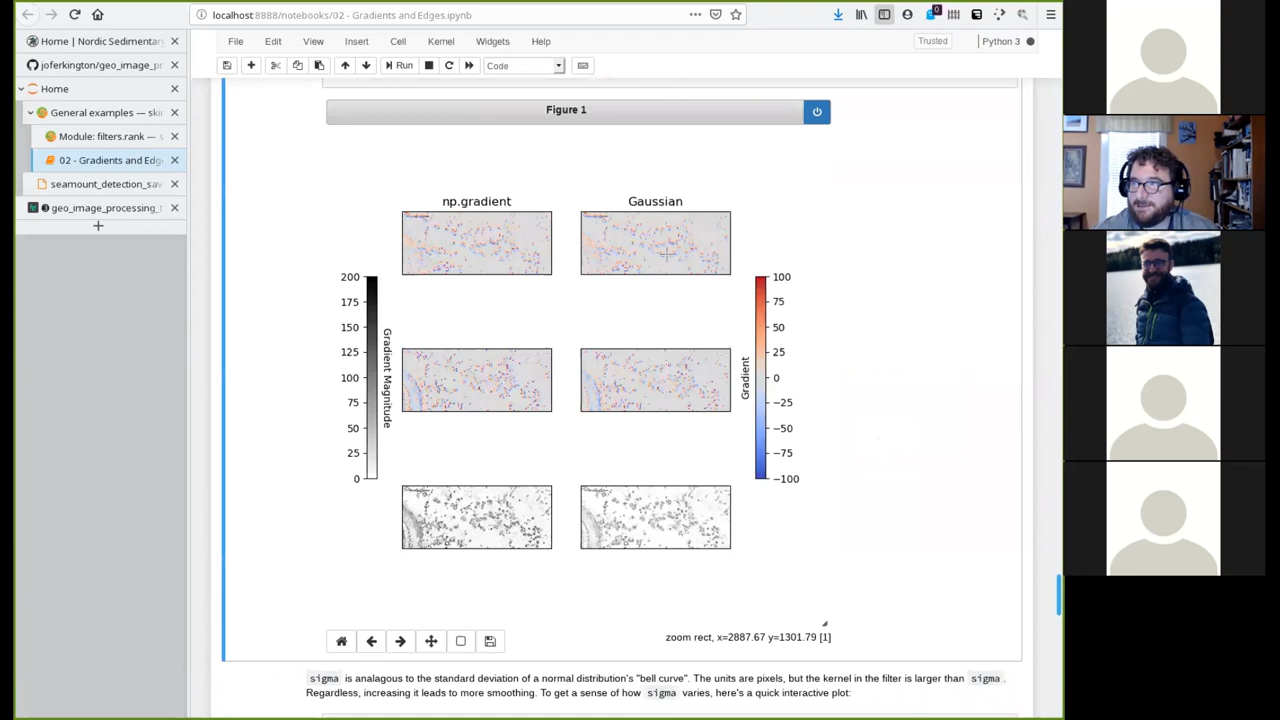 localhost:8888/notebooks/02 - Gradients and Edges.ipynb
0
Home | Nordic Sedimentar
joferkington/geo_image_pr
Home
General examples — skin
Module: filters.rank — s
02 - Gradients and Edge
seamount_detection_sav
geo_image_processing_t
File Edit View Insert Cell Kernel Widgets Help
Trusted
Python 3
Run
Code
Figure 1
np.gradient
Gaussian
200
175
150
125
100
75
50
25
0
Gradient Magnitude
100
75
50
25
0
−25
−50
−75
−100
Gradient
zoom rect, x=2887.67 y=1301.79 [1]
sigma is analagous to the standard deviation of a normal distribution's "bell curve". The units are pixels, but the kernel in the filter is larger than sigma .
Regardless, increasing it leads to more smoothing. To get a sense of how sigma varies, here's a quick interactive plot: